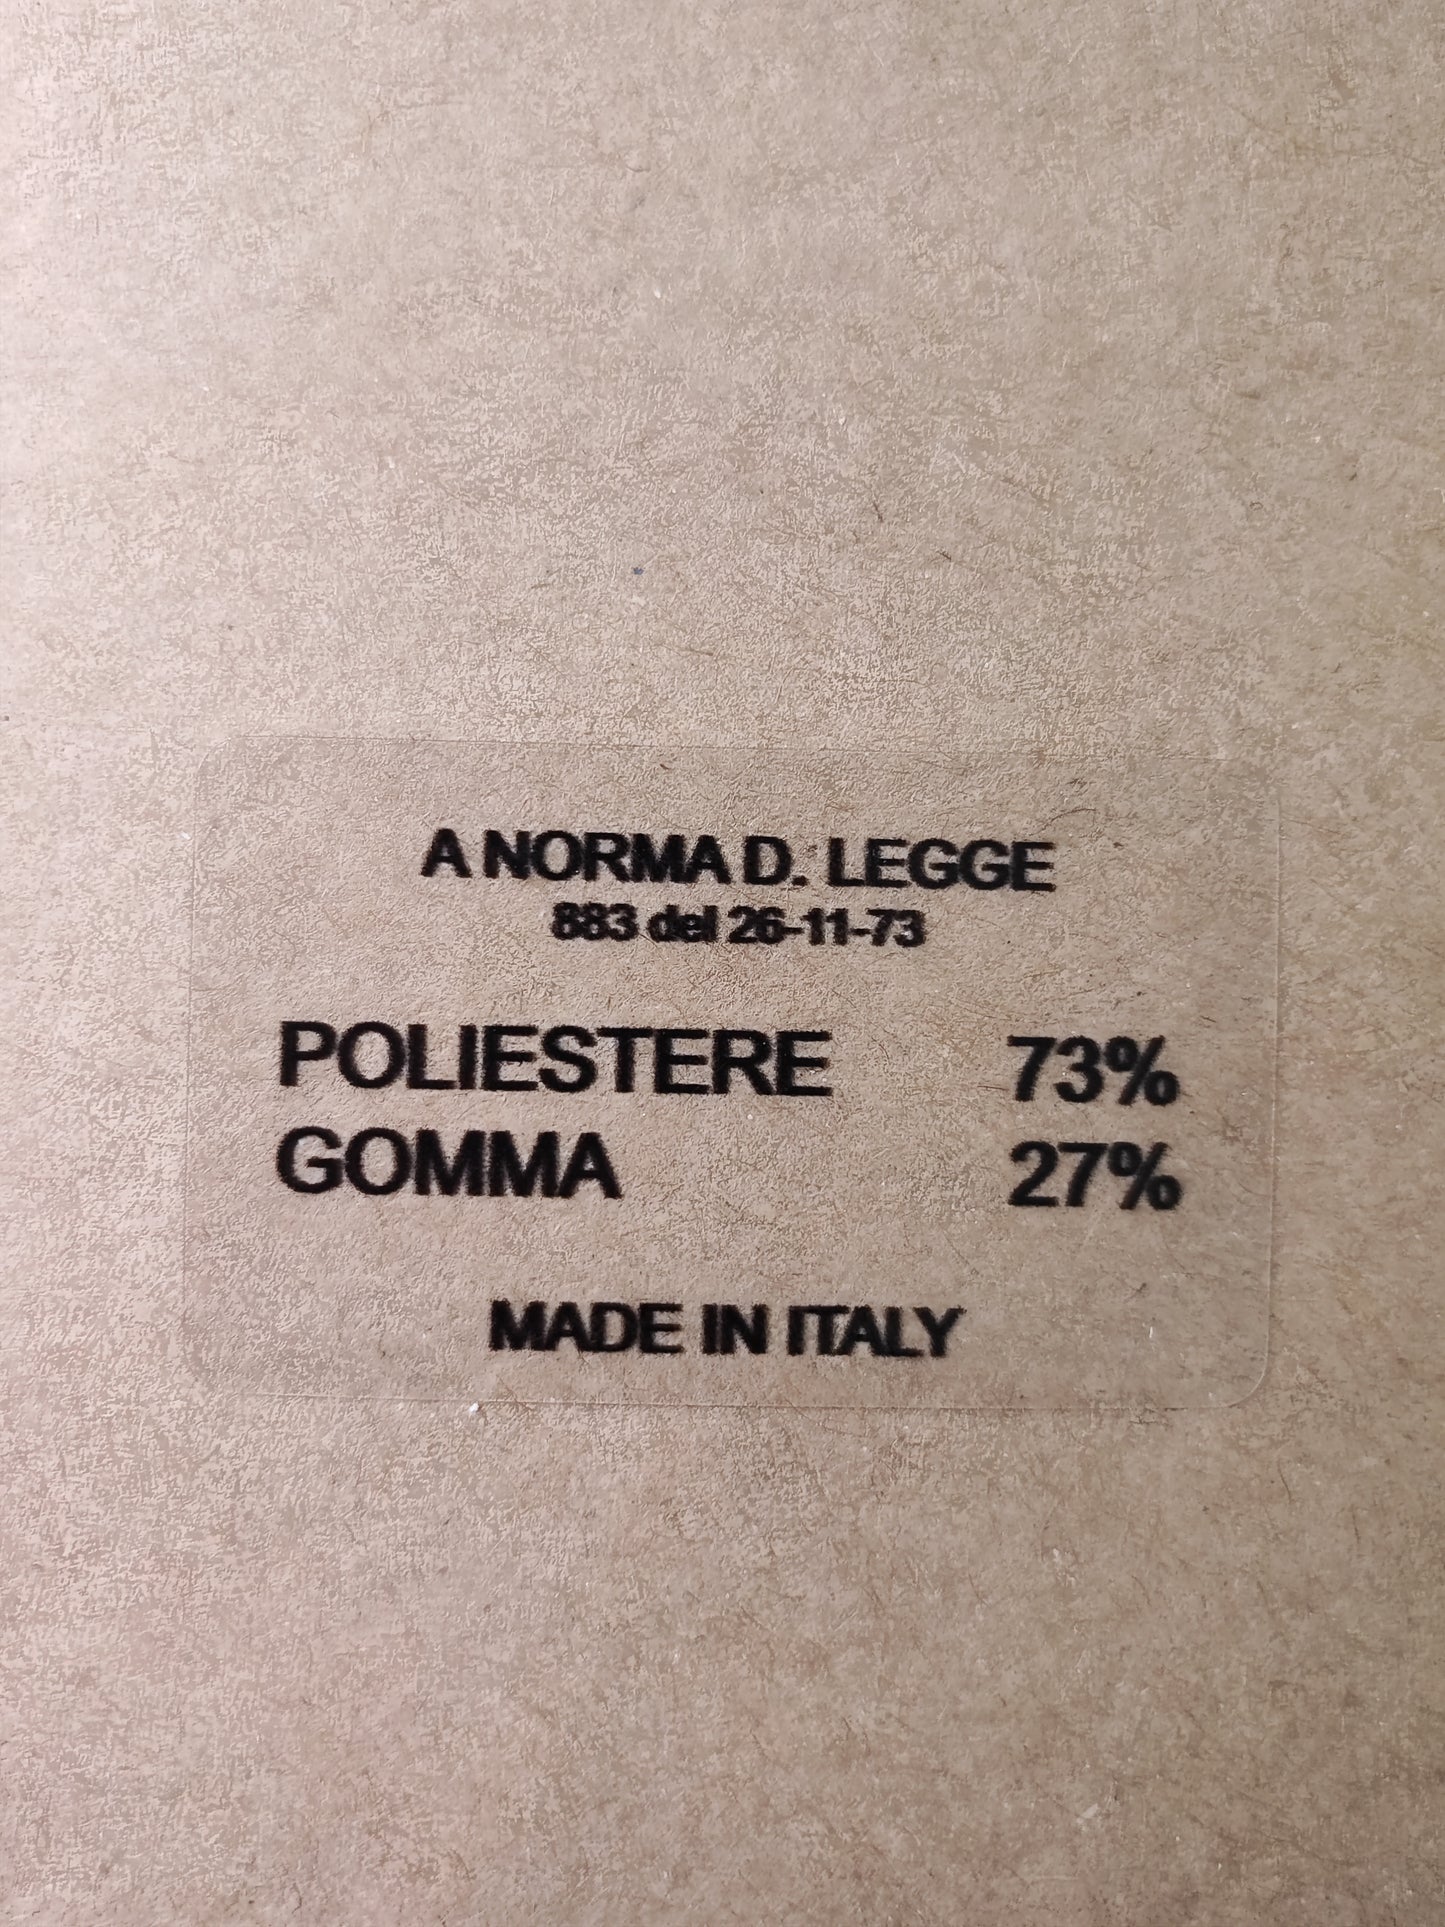 A NORMA D. LEGGE
883 del 26-11-73
POLIESTERE 73%
GOMMA 27%
MADE IN ITALY